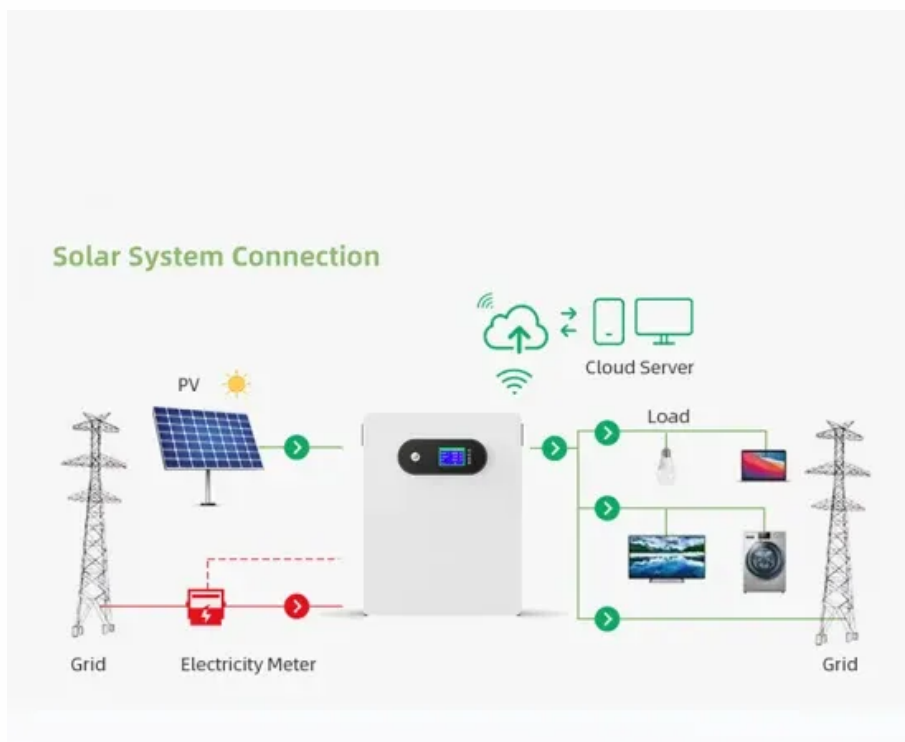 Solar System Connection
Cloud Server
PV
Load
Grid
Electricity Meter
Grid